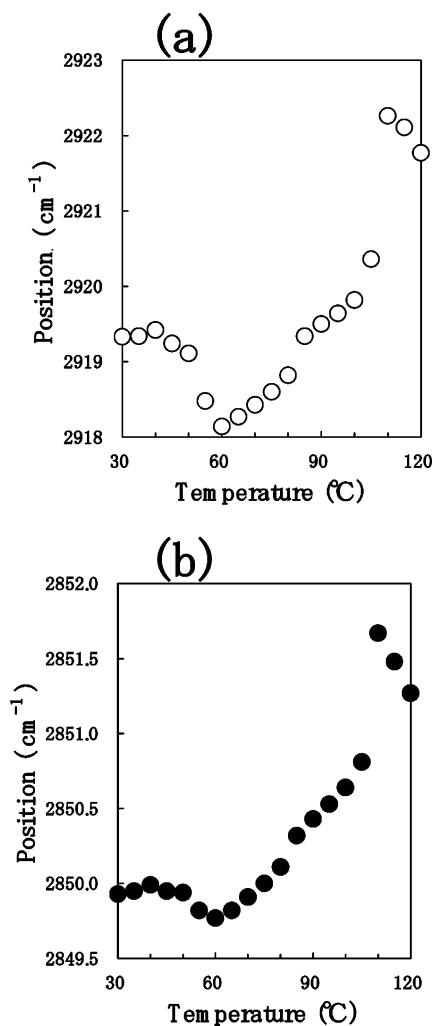 (a)
2923
2922
2921
2920
2919
2918
Position (cm⁻¹)
30 60 90 120
Temperature (℃)
(b)
2852.0
2851.5
2851.0
2850.5
2850.0
2849.5
Position (cm⁻¹)
30 60 90 120
Temperature (℃)